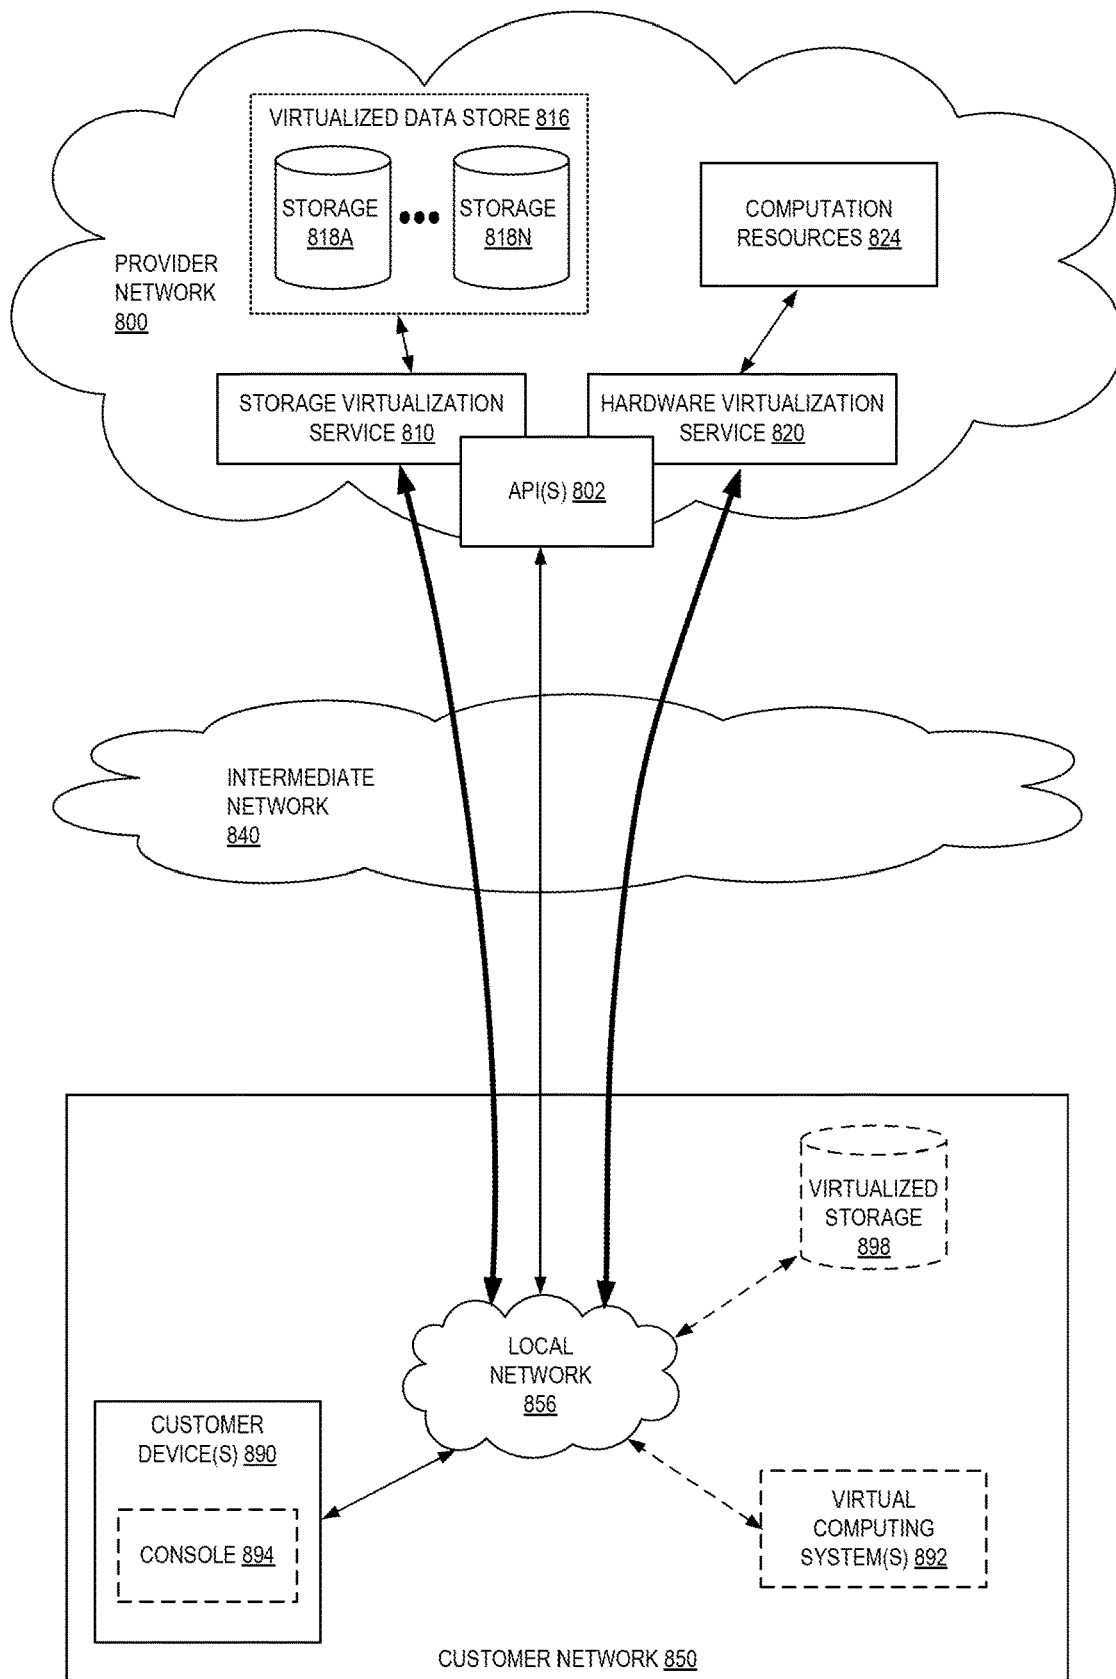 VIRTUALIZED DATA STORE 816
STORAGE
818A
STORAGE
818N
COMPUTATION
RESOURCES 824
PROVIDER
NETWORK
800
STORAGE VIRTUALIZATION
SERVICE 810
HARDWARE VIRTUALIZATION
SERVICE 820
API(S) 802
INTERMEDIATE
NETWORK
840
VIRTUALIZED
STORAGE
898
LOCAL
NETWORK
856
CUSTOMER
DEVICE(S) 890
CONSOLE 894
VIRTUAL
COMPUTING
SYSTEM(S) 892
CUSTOMER NETWORK 850